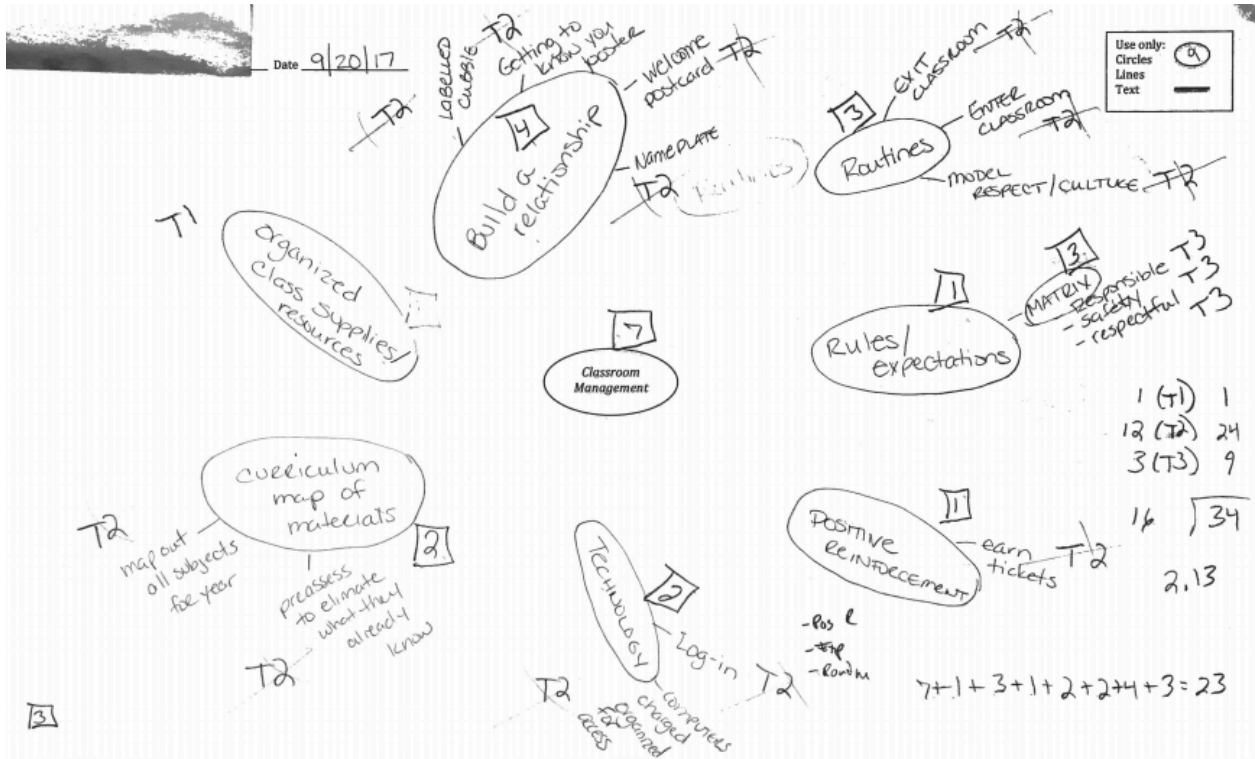 Date 9/20/17
Use only:
Circles
Lines
Text
9
T2
LABELLED
CUBBIE
T2
Getting to
know you
poster
Welcome
postcard T2
4
Build a
relationship
Name PLATE
T2
Routines
3
Routines
EXIT
CLASSROOM T2
ENTER
CLASSROOM
T2
MODEL
RESPECT/CULTURE T2
T1
organized
class supplies/
resources
7
Classroom
Management
1
Rules/
expectations
3
MATRIX
- Responsible T3
- safety T3
- respectful T3
1 (T1) 1
12 (T2) 24
3 (T3) 9
16 34
2.13
curriculum
map of
materials
2
T2
map out
all subjects
for year
preassess
to elimate
what they
already
know
T2
TECHNOLOGY
2
Log-in
T2
computers
charged
organized
for
access
T2
1
POSITIVE
REINFORCEMENT
earn
tickets T2
- Pos R
7+1+3+1+2+2+4+3=23
3